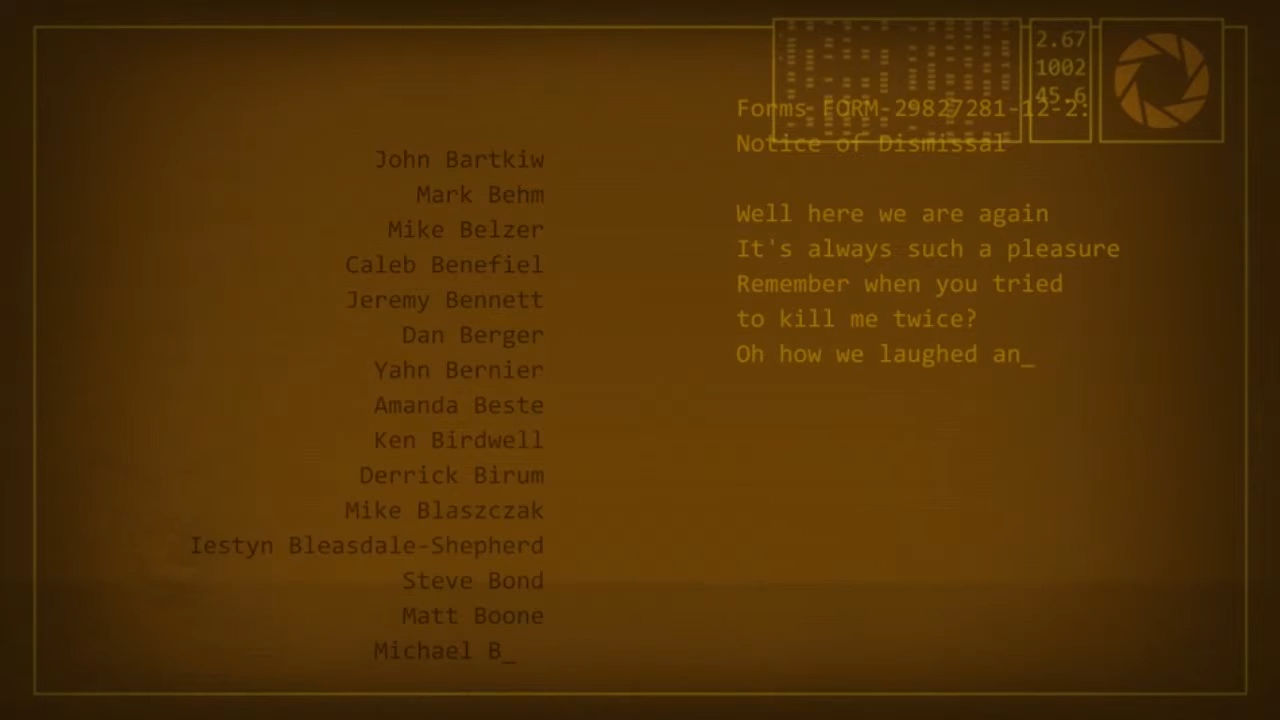 John Bartkiw
Mark Behm
Mike Belzer
Caleb Benefiel
Jeremy Bennett
Dan Berger
Yahn Bernier
Amanda Beste
Ken Birdwell
Derrick Birum
Mike Blaszczak
Iestyn Bleasdale-Shepherd
Steve Bond
Matt Boone
Michael B_
2.67
1002
45.6
Forms FORM-29827281-12-2:
Notice of Dismissal
Well here we are again
It's always such a pleasure
Remember when you tried
to kill me twice?
Oh how we laughed an_